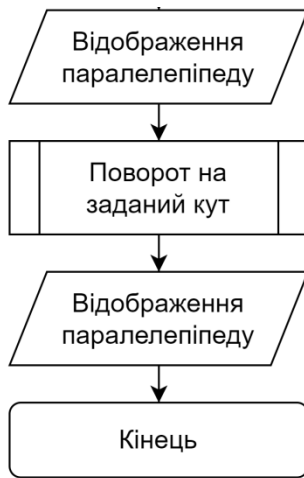 Відображення
паралелепіпеду
Поворот на
заданий кут
Відображення
паралелепіпеду
Кінець